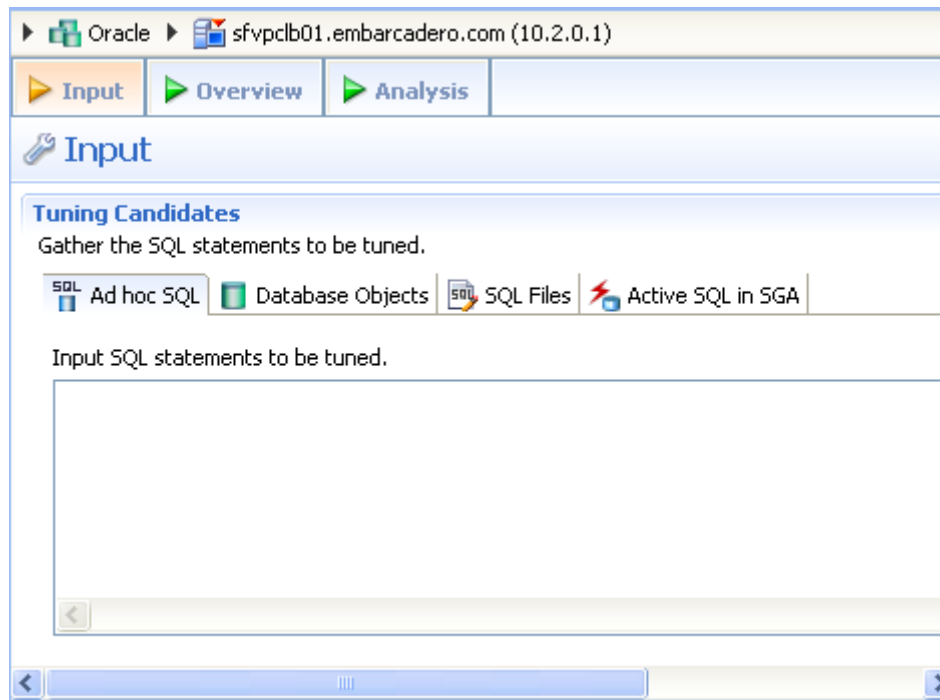 Oracle sfvpclb01.embarcadero.com (10.2.0.1)
Input Overview Analysis
Input
Tuning Candidates
Gather the SQL statements to be tuned.
SQL Ad hoc SQL Database Objects SQL SQL Files Active SQL in SGA
Input SQL statements to be tuned.